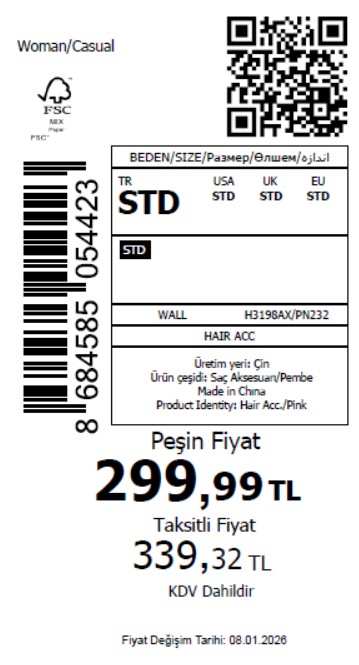 Woman/Casual
FSC
MIX
Paper
FSC™
BEDEN/SIZE/Размер/Өлшем/اندازه
TR USA UK EU
STD STD STD STD
STD
WALL H3198AX/PN232
HAIR ACC
Üretim yeri: Çin
Ürün çeşidi: Saç Aksesuarı/Pembe
Made in China
Product Identity: Hair Acc./Pink
8 684585 054423
Peşin Fiyat
299,99 TL
Taksitli Fiyat
339,32 TL
KDV Dahildir
Fiyat Değişim Tarihi: 08.01.2026